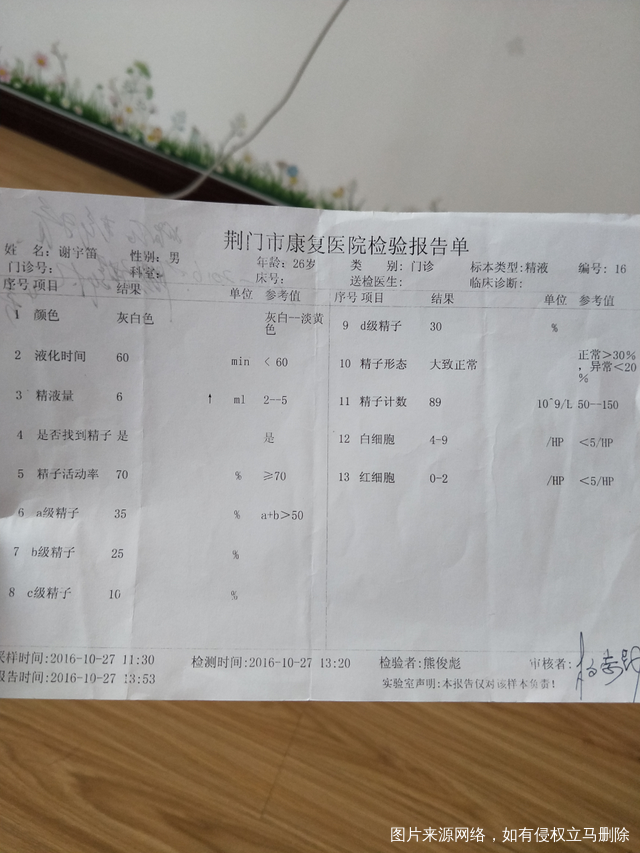 荆门市康复医院检验报告单
姓 名:谢宇笛 性别: 男 年龄: 26岁 类 别: 门诊 标本类型:精液 编号: 16
门诊号: 科室: 床号: 送检医生: 临床诊断:
序号 项目 结果 单位 参考值
1 颜色 灰白色 灰白--淡黄色
2 液化时间 60 min < 60
3 精液量 6 ↑ ml 2--5
4 是否找到精子 是 是
5 精子活动率 70 % ≥70
6 a级精子 35 % a+b>50
7 b级精子 25 %
8 c级精子 10 %
序号 项目 结果 单位 参考值
9 d级精子 30 %
10 精子形态 大致正常 正常>30%，异常<20%
11 精子计数 89 10^9/L 50--150
12 白细胞 4-9 /HP <5/HP
13 红细胞 0-2 /HP <5/HP
采样时间:2016-10-27 11:30 检测时间:2016-10-27 13:20 检验者:熊俊彪 审核者:
报告时间:2016-10-27 13:53 实验室声明:本报告仅对该样本负责!
图片来源网络，如有侵权立马删除